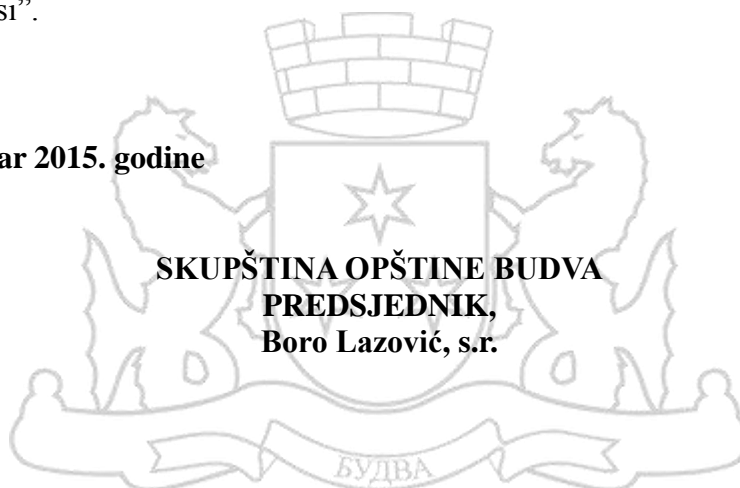 si”.
ar 2015. godine
SKUPŠTINA OPŠTINE BUDVA
PREDSJEDNIK,
Boro Lazović, s.r.
БУДВА